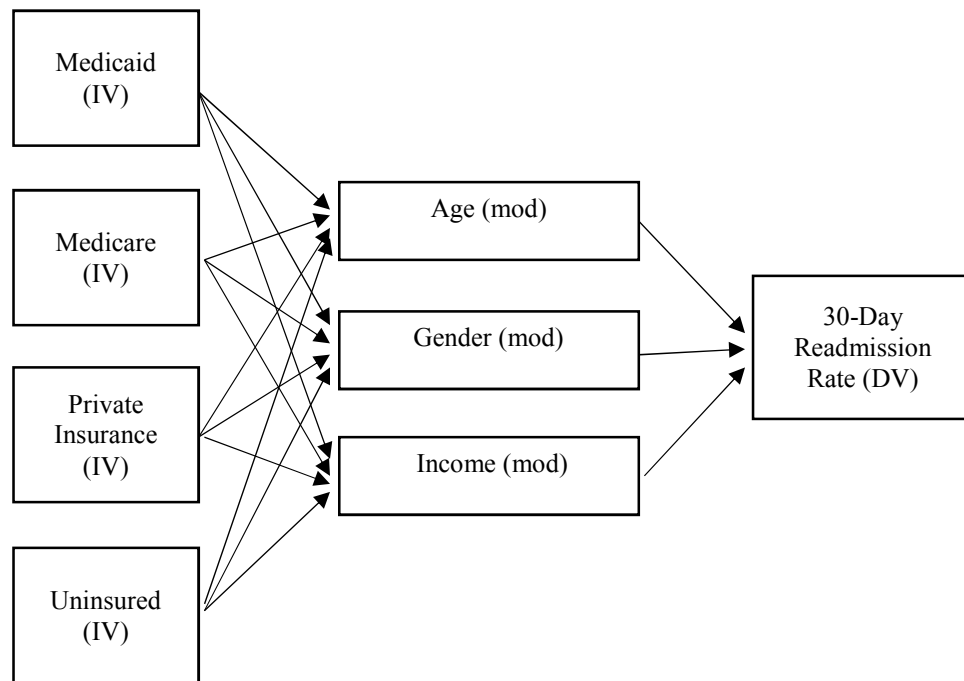 Medicaid
(IV)
Medicare
(IV)
Private
Insurance
(IV)
Uninsured
(IV)
Age (mod)
Gender (mod)
Income (mod)
30-Day
Readmission
Rate (DV)